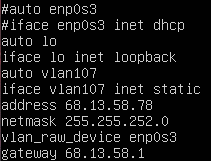 #auto enp0s3
#iface enp0s3 inet dhcp
auto lo
iface lo inet loopback
auto vlan107
iface vlan107 inet static
address 68.13.58.78
netmask 255.255.252.0
vlan_raw_device enp0s3
gateway 68.13.58.1